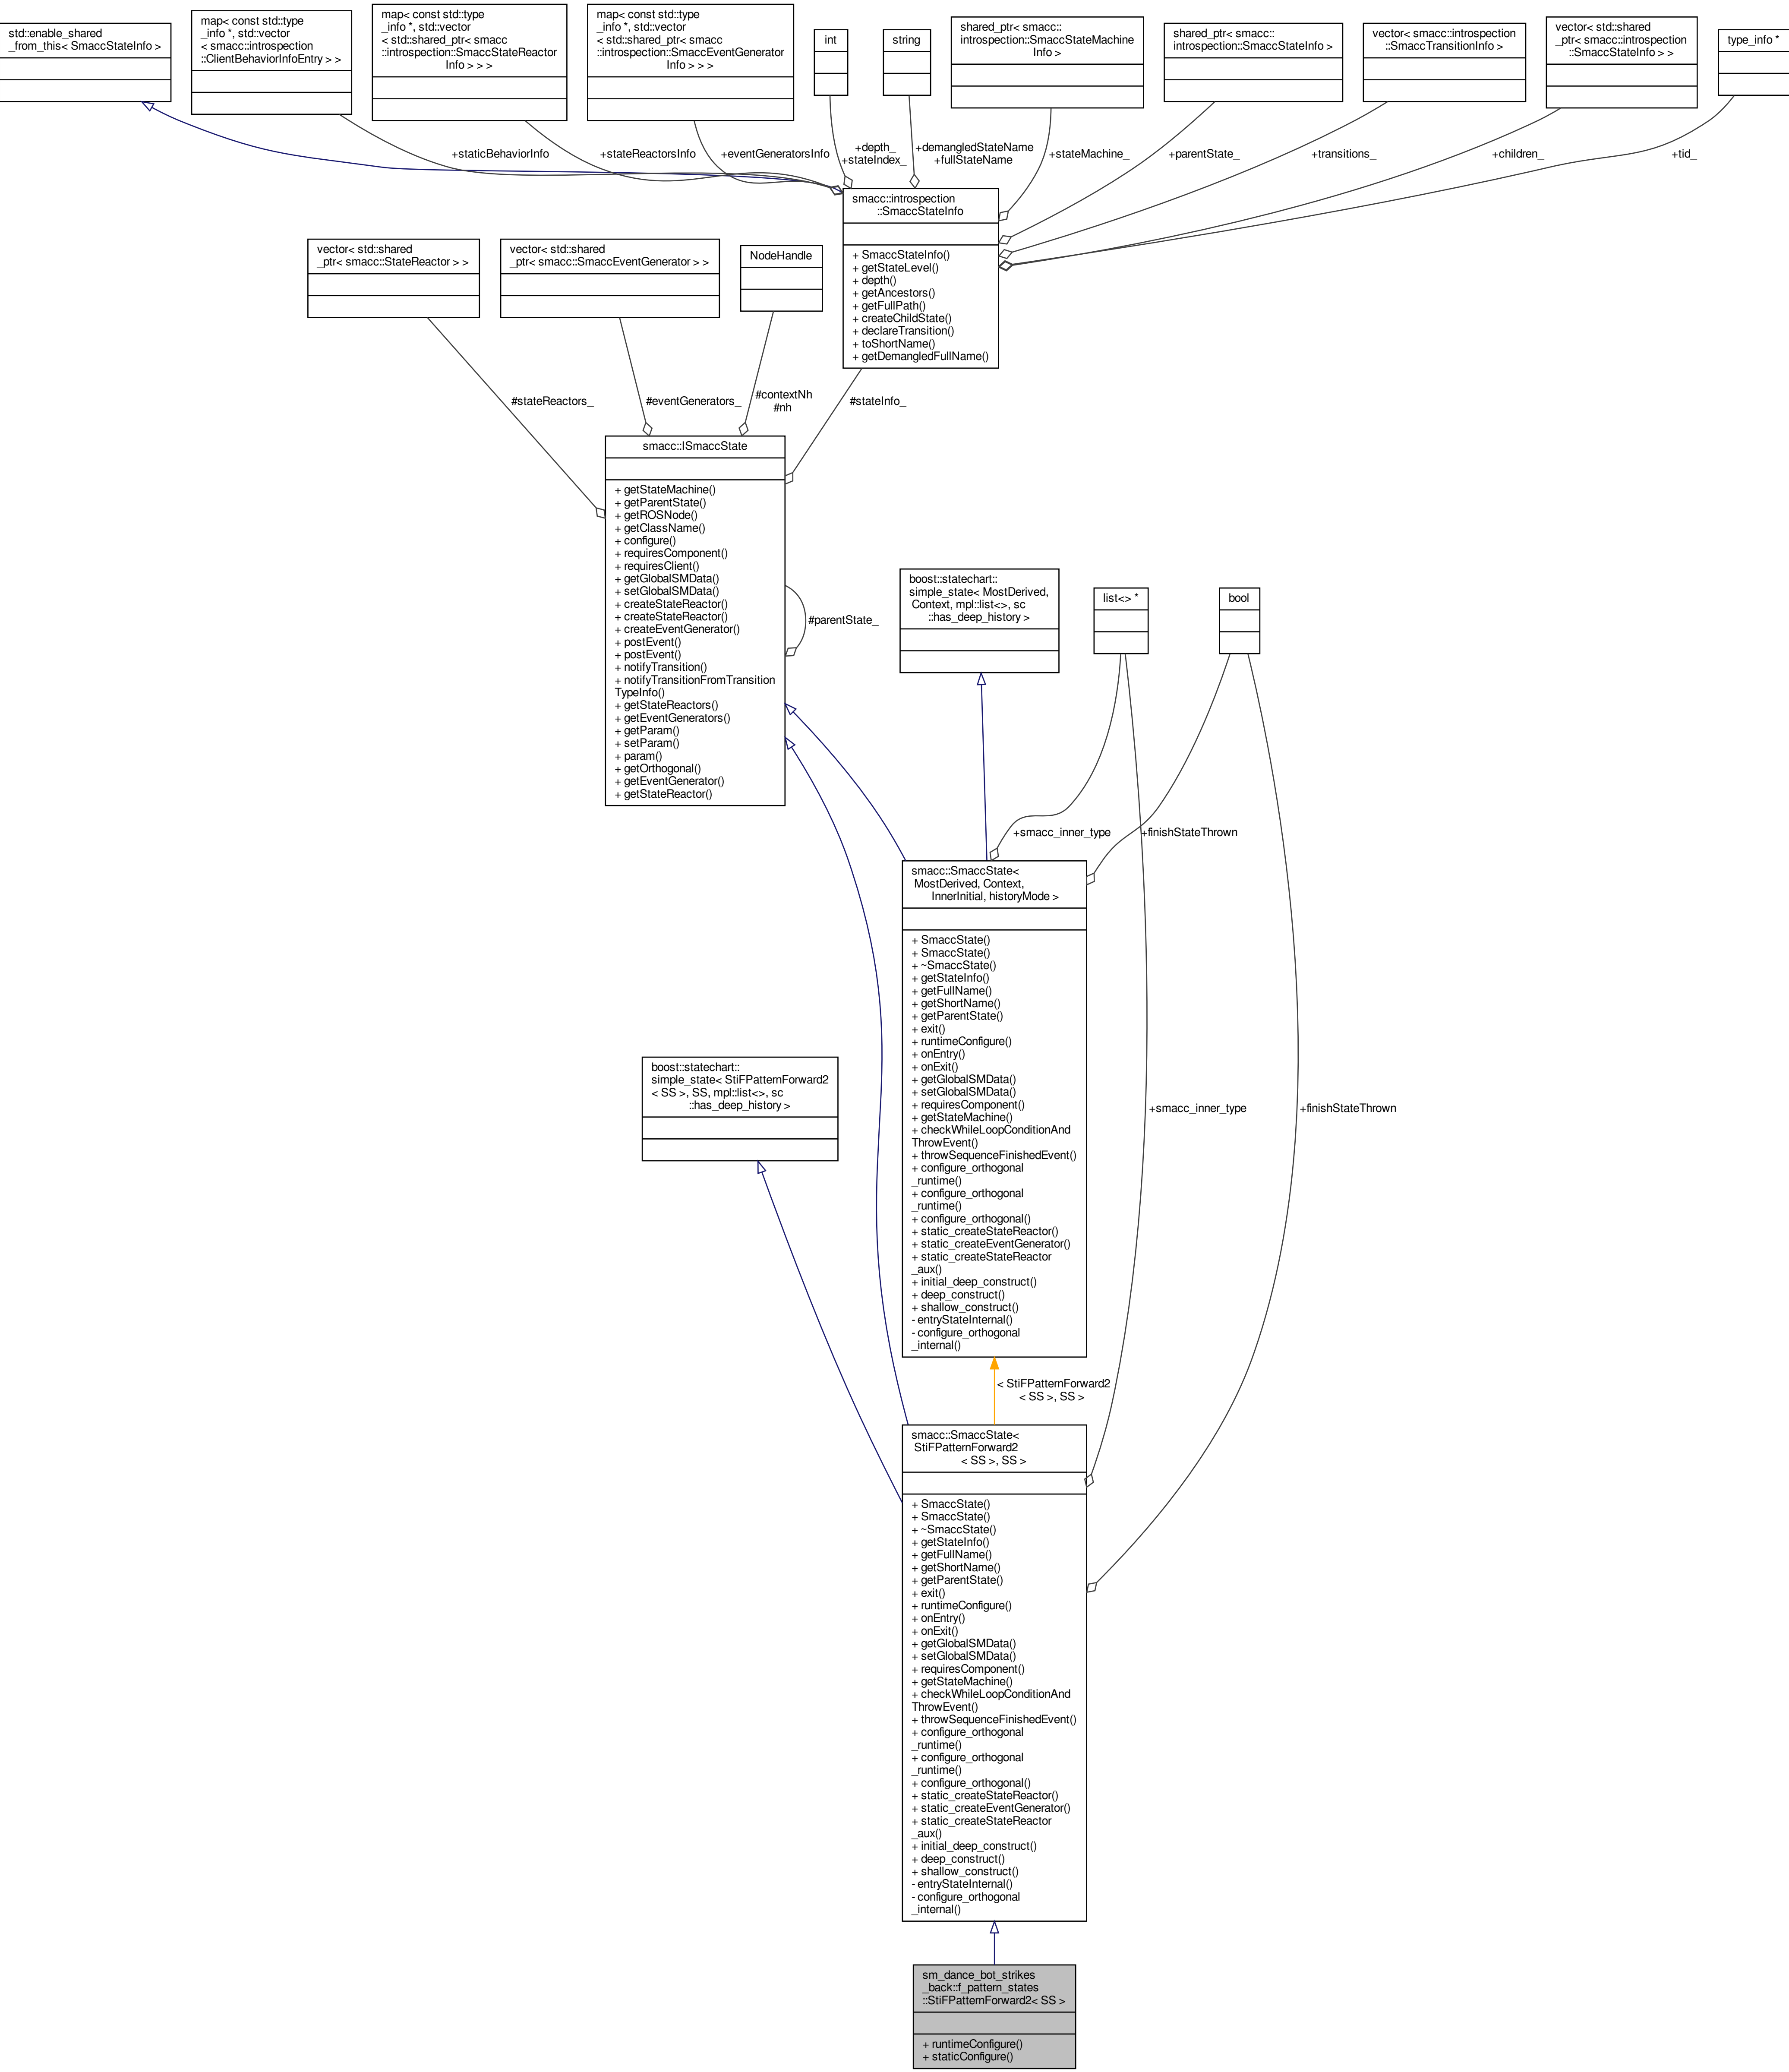 std::enable_shared
_from_this< SmaccStateInfo >
map< const std::type
_info *, std::vector
< smacc::introspection
::ClientBehaviorInfoEntry > >
map< const std::type
_info *, std::vector
< std::shared_ptr< smacc
::introspection::SmaccStateReactor
Info > > >
map< const std::type
_info *, std::vector
< std::shared_ptr< smacc
::introspection::SmaccEventGenerator
Info > > >
int
string
shared_ptr< smacc::
introspection::SmaccStateMachine
Info >
shared_ptr< smacc::
introspection::SmaccStateInfo >
vector< smacc::introspection
::SmaccTransitionInfo >
vector< std::shared
_ptr< smacc::introspection
::SmaccStateInfo > >
type_info *
+staticBehaviorInfo
+stateReactorsInfo
+eventGeneratorsInfo
+depth_
+stateIndex_
+demangledStateName
+fullStateName
+stateMachine_
+parentState_
+transitions_
+children_
+tid_
smacc::introspection
::SmaccStateInfo
+ SmaccStateInfo()
+ getStateLevel()
+ depth()
+ getAncestors()
+ getFullPath()
+ createChildState()
+ declareTransition()
+ toShortName()
+ getDemangledFullName()
vector< std::shared
_ptr< smacc::StateReactor > >
vector< std::shared
_ptr< smacc::SmaccEventGenerator > >
NodeHandle
#stateReactors_
#eventGenerators_
#contextNh
#nh
#stateInfo_
smacc::ISmaccState
+ getStateMachine()
+ getParentState()
+ getROSNode()
+ getClassName()
+ configure()
+ requiresComponent()
+ requiresClient()
+ getGlobalSMData()
+ setGlobalSMData()
+ createStateReactor()
+ createStateReactor()
+ createEventGenerator()
+ postEvent()
+ postEvent()
+ notifyTransition()
+ notifyTransitionFromTransition
TypeInfo()
+ getStateReactors()
+ getEventGenerators()
+ getParam()
+ setParam()
+ param()
+ getOrthogonal()
+ getEventGenerator()
+ getStateReactor()
#parentState_
boost::statechart::
simple_state< MostDerived,
Context, mpl::list<>, sc
::has_deep_history >
list<> *
bool
+smacc_inner_type
+finishStateThrown
smacc::SmaccState<
MostDerived, Context,
InnerInitial, historyMode >
+ SmaccState()
+ SmaccState()
+ ~SmaccState()
+ getStateInfo()
+ getFullName()
+ getShortName()
+ getParentState()
+ exit()
+ runtimeConfigure()
+ onEntry()
+ onExit()
+ getGlobalSMData()
+ setGlobalSMData()
+ requiresComponent()
+ getStateMachine()
+ checkWhileLoopConditionAnd
ThrowEvent()
+ throwSequenceFinishedEvent()
+ configure_orthogonal
_runtime()
+ configure_orthogonal
_runtime()
+ configure_orthogonal()
+ static_createStateReactor()
+ static_createEventGenerator()
+ static_createStateReactor
_aux()
+ initial_deep_construct()
+ deep_construct()
+ shallow_construct()
- entryStateInternal()
- configure_orthogonal
_internal()
boost::statechart::
simple_state< StiFPatternForward2
< SS >, SS, mpl::list<>, sc
::has_deep_history >
+smacc_inner_type
+finishStateThrown
< StiFPatternForward2
< SS >, SS >
smacc::SmaccState<
StiFPatternForward2
< SS >, SS >
+ SmaccState()
+ SmaccState()
+ ~SmaccState()
+ getStateInfo()
+ getFullName()
+ getShortName()
+ getParentState()
+ exit()
+ runtimeConfigure()
+ onEntry()
+ onExit()
+ getGlobalSMData()
+ setGlobalSMData()
+ requiresComponent()
+ getStateMachine()
+ checkWhileLoopConditionAnd
ThrowEvent()
+ throwSequenceFinishedEvent()
+ configure_orthogonal
_runtime()
+ configure_orthogonal
_runtime()
+ configure_orthogonal()
+ static_createStateReactor()
+ static_createEventGenerator()
+ static_createStateReactor
_aux()
+ initial_deep_construct()
+ deep_construct()
+ shallow_construct()
- entryStateInternal()
- configure_orthogonal
_internal()
sm_dance_bot_strikes
_back::f_pattern_states
::StiFPatternForward2< SS >
+ runtimeConfigure()
+ staticConfigure()